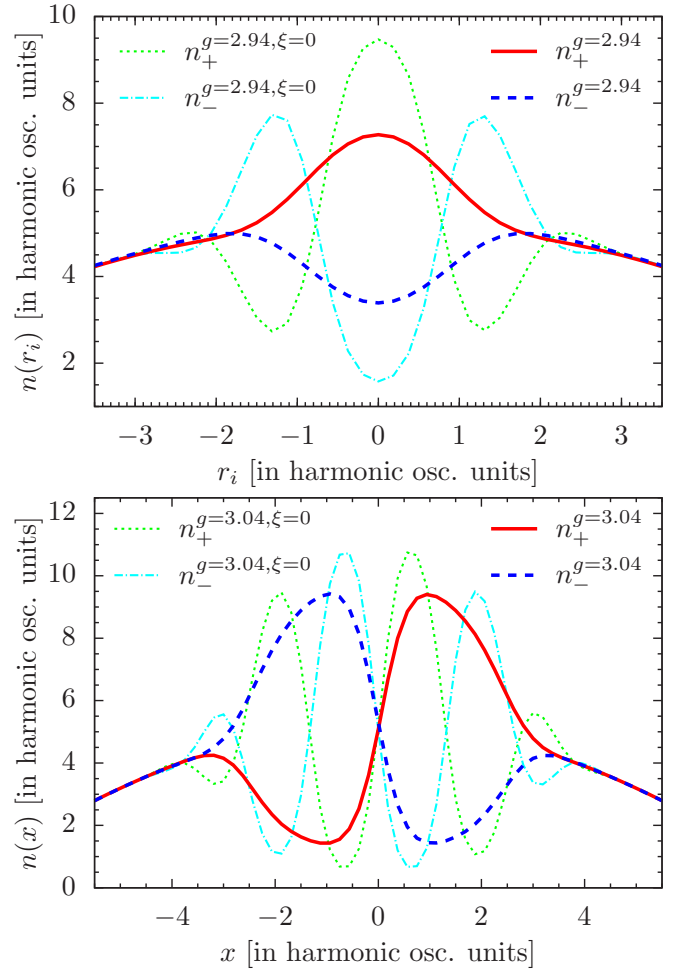 n(r_i) [in harmonic osc. units]
10
8
6
4
2
n_+^{g=2.94,ξ=0}
n_-^{g=2.94,ξ=0}
n_+^{g=2.94}
n_-^{g=2.94}
−3 −2 −1 0 1 2 3
r_i [in harmonic osc. units]
n(x) [in harmonic osc. units]
12
10
8
6
4
2
0
n_+^{g=3.04,ξ=0}
n_-^{g=3.04,ξ=0}
n_+^{g=3.04}
n_-^{g=3.04}
−4 −2 0 2 4
x [in harmonic osc. units]